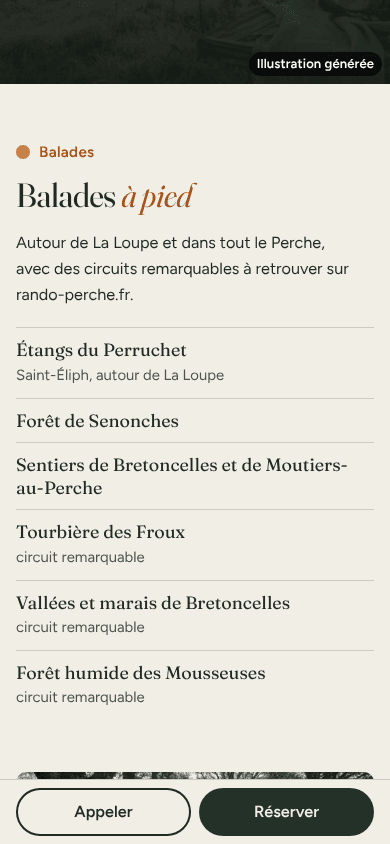 Illustration générée
Balades
Balades à pied
Autour de La Loupe et dans tout le Perche,
avec des circuits remarquables à retrouver sur
rando-perche.fr.
Étangs du Perruchet
Saint-Éliph, autour de La Loupe
Forêt de Senonches
Sentiers de Bretoncelles et de Moutiers-
au-Perche
Tourbière des Froux
circuit remarquable
Vallées et marais de Bretoncelles
circuit remarquable
Forêt humide des Mousseuses
circuit remarquable
Appeler
Réserver